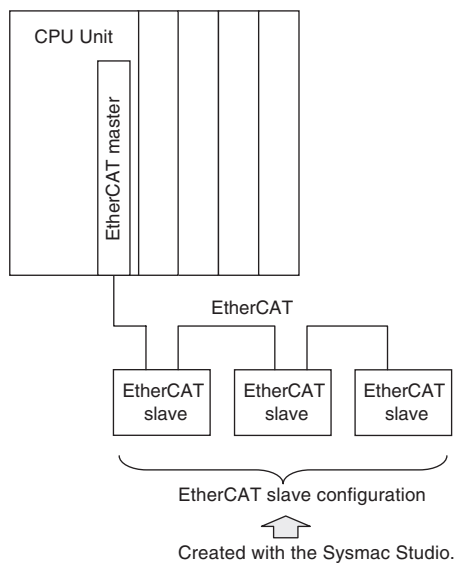 CPU Unit
EtherCAT master
EtherCAT
EtherCAT
slave
EtherCAT
slave
EtherCAT
slave
EtherCAT slave configuration
Created with the Sysmac Studio.